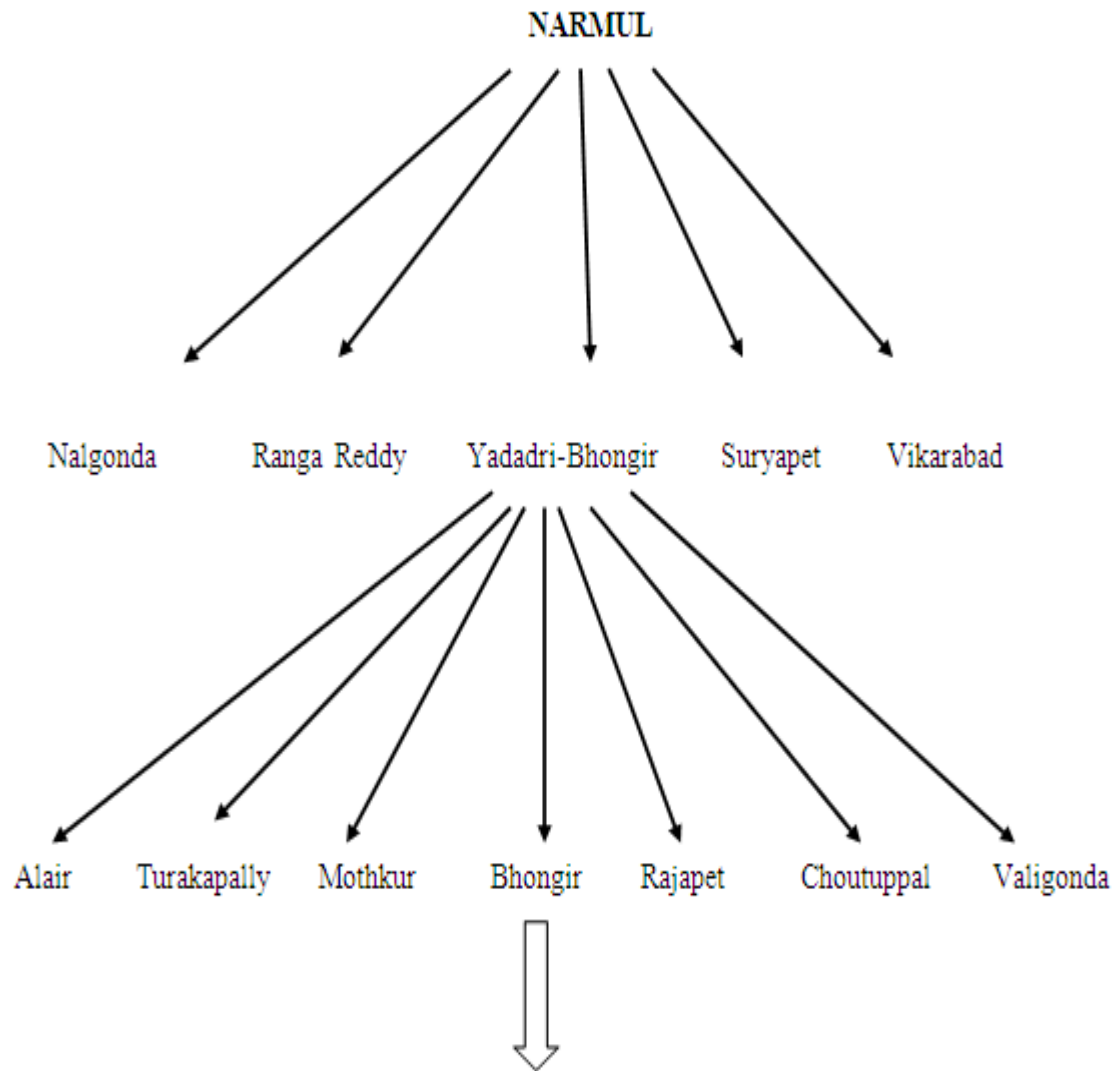 NARMUL
Nalgonda Ranga Reddy Yadadri-Bhongir Suryapet Vikarabad
Alair Turakapally Mothkur Bhongir Rajapet Choutuppal Valigonda